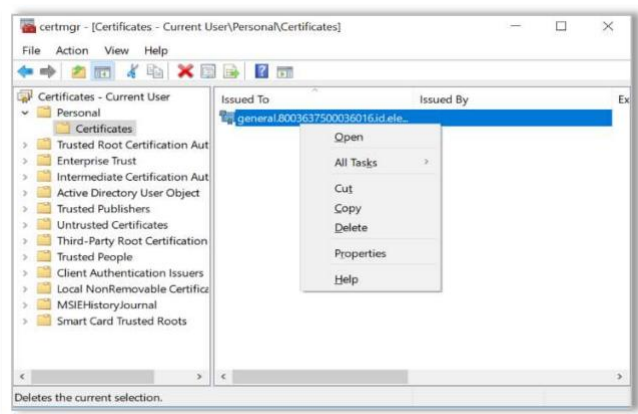 certmgr - [Certificates - Current User\Personal\Certificates]
File Action View Help
Certificates - Current User
Personal
Certificates
Trusted Root Certification Aut
Enterprise Trust
Intermediate Certification Aut
Active Directory User Object
Trusted Publishers
Untrusted Certificates
Third-Party Root Certification
Trusted People
Client Authentication Issuers
Local NonRemovable Certifica
MSIEHistoryJournal
Smart Card Trusted Roots
Issued To Issued By Ex
general.8003637500036016.id.ele...
Open
All Tasks
Cut
Copy
Delete
Properties
Help
Deletes the current selection.